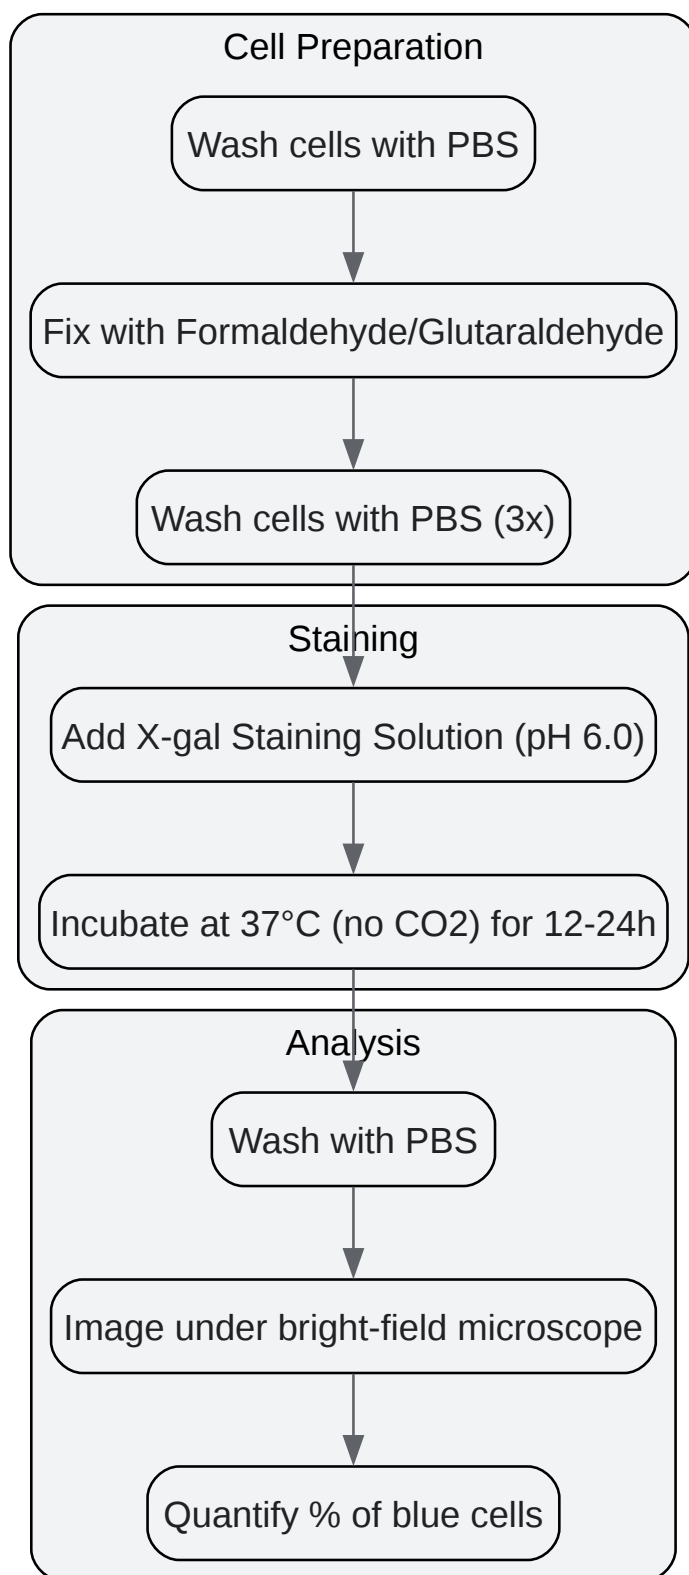 Cell Preparation
Wash cells with PBS
Fix with Formaldehyde/Glutaraldehyde
Wash cells with PBS (3x)
Staining
Add X-gal Staining Solution (pH 6.0)
Incubate at 37°C (no CO2) for 12-24h
Analysis
Wash with PBS
Image under bright-field microscope
Quantify % of blue cells